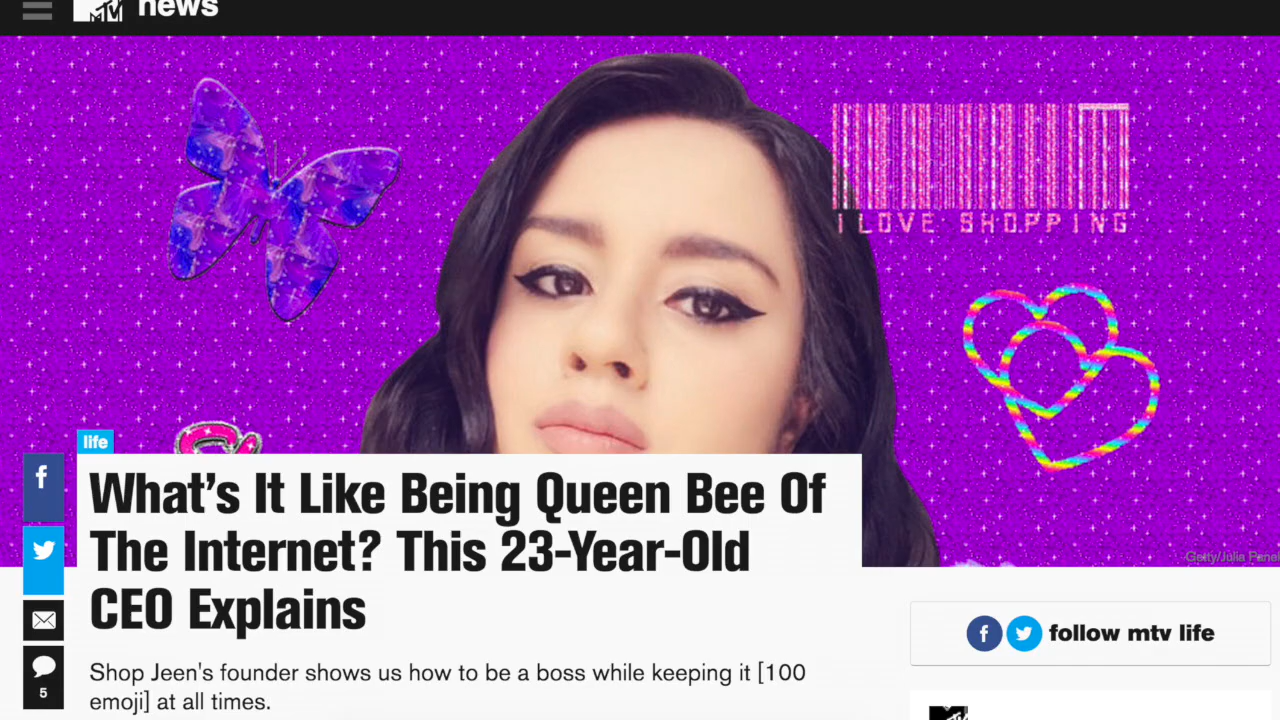 MTV news
I LOVE SHOPPING
life
What's It Like Being Queen Bee Of
The Internet? This 23-Year-Old
CEO Explains
Shop Jeen's founder shows us how to be a boss while keeping it [100
emoji] at all times.
5
Getty/Julia
follow mtv life
MTV